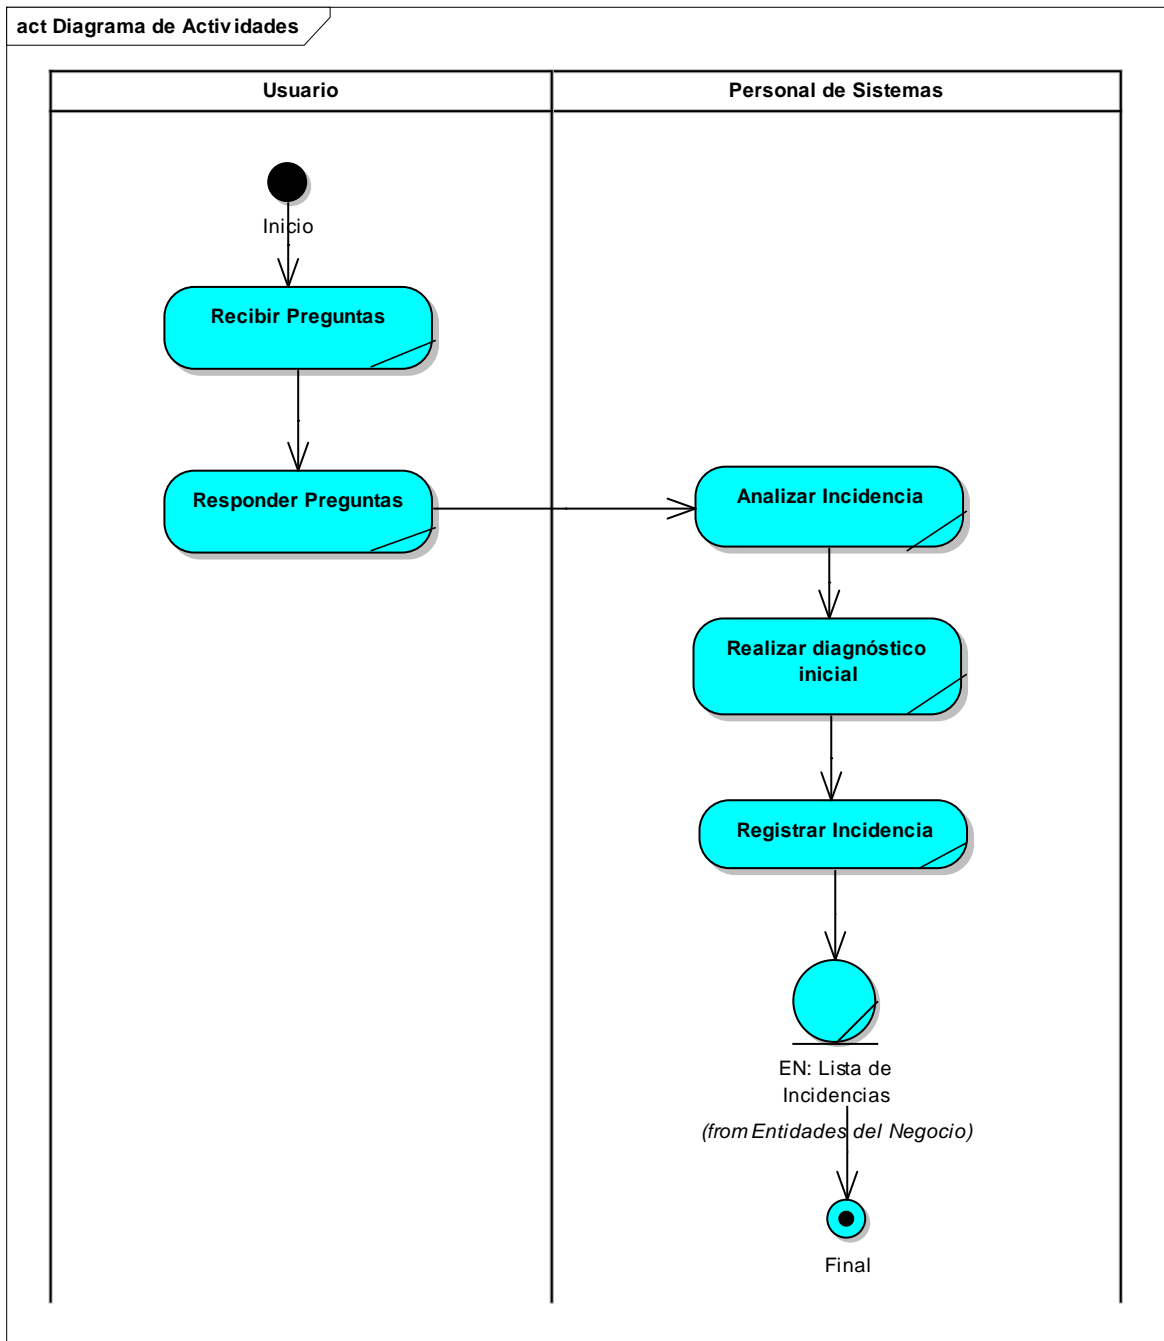 act Diagrama de Actividades
Usuario
Personal de Sistemas
Inicio
Recibir Preguntas
Responder Preguntas
Analizar Incidencia
Realizar diagnóstico
inicial
Registrar Incidencia
EN: Lista de
Incidencias
(from Entidades del Negocio)
Final